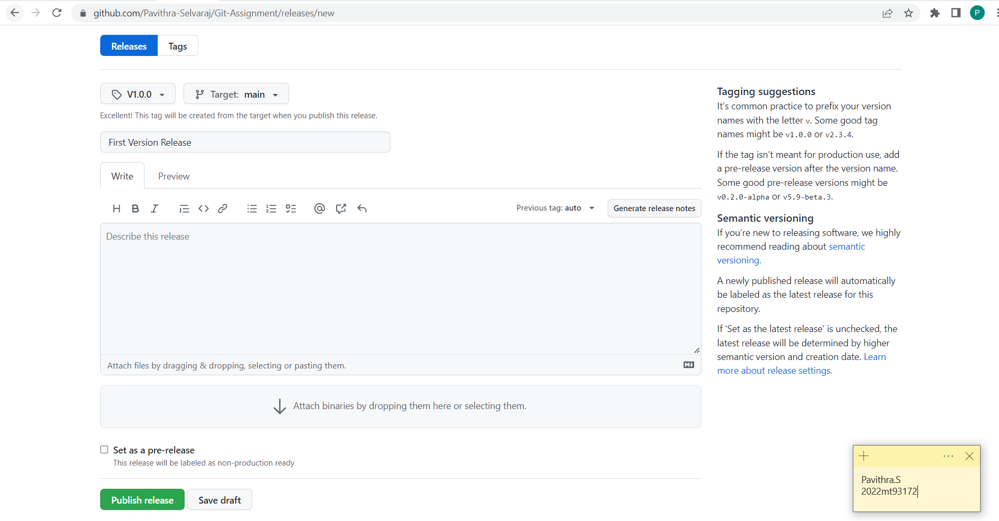 github.com/Pavithra-Selvaraj/Git-Assignment/releases/new
P
Releases
Tags
V1.0.0
Target: main
Excellent! This tag will be created from the target when you publish this release.
First Version Release
Write
Preview
H B I
Previous tag: auto
Generate release notes
Describe this release
Attach files by dragging & dropping, selecting or pasting them.
M
Attach binaries by dropping them here or selecting them.
Set as a pre-release
This release will be labeled as non-production ready
Publish release
Save draft
Tagging suggestions
It’s common practice to prefix your version
names with the letter v. Some good tag
names might be v1.0.0 or v2.3.4.
If the tag isn’t meant for production use, add
a pre-release version after the version name.
Some good pre-release versions might be
v0.2.0-alpha or v5.9-beta.3.
Semantic versioning
If you’re new to releasing software, we highly
recommend reading about semantic
versioning.
A newly published release will automatically
be labeled as the latest release for this
repository.
If 'Set as the latest release' is unchecked, the
latest release will be determined by higher
semantic version and creation date. Learn
more about release settings.
Pavithra.S
2022mt93172